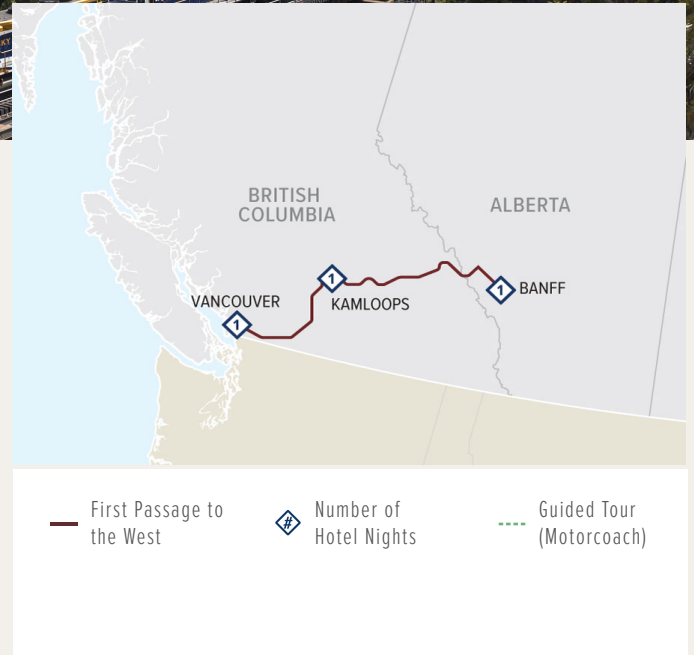 BRITISH
COLUMBIA
ALBERTA
1
BANFF
1
KAMLOOPS
VANCOUVER
1
First Passage to
the West
#
Number of
Hotel Nights
Guided Tour
(Motorcoach)